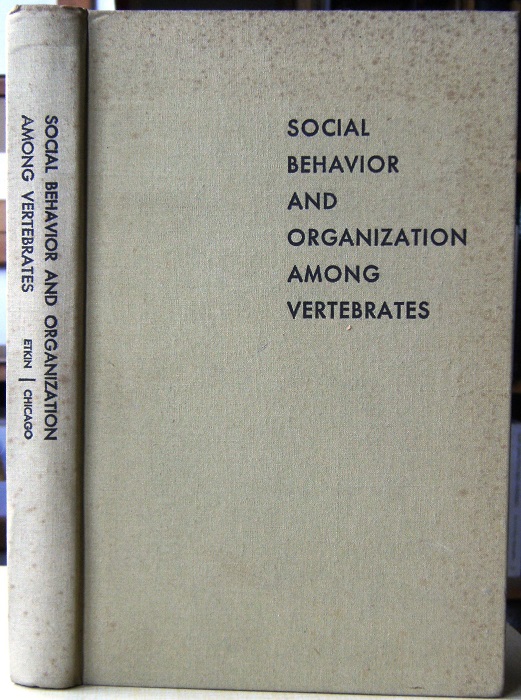 SOCIAL BEHAVIOR AND ORGANIZATION
AMONG VERTEBRATES
ETKIN | CHICAGO
SOCIAL
BEHAVIOR
AND
ORGANIZATION
AMONG
VERTEBRATES